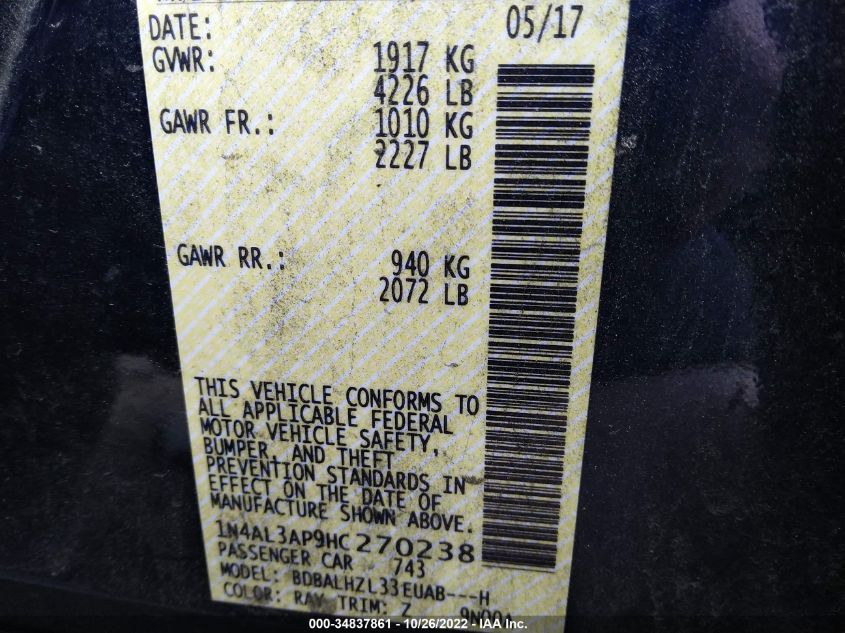 DATE: 05/17
GVWR: 1917 KG
4226 LB
GAWR FR.: 1010 KG
2227 LB
GAWR RR.: 940 KG
2072 LB
THIS VEHICLE CONFORMS TO
ALL APPLICABLE FEDERAL
MOTOR VEHICLE SAFETY,
BUMPER, AND THEFT
PREVENTION STANDARDS IN
EFFECT ON THE DATE OF
MANUFACTURE SHOWN ABOVE.
1N4AL3AP9HC270238
PASSENGER CAR 743
MODEL: BDBALHZL33EUAB---H
COLOR: RAY TRIM: Z
000-34837861 - 10/26/2022 - IAA Inc.